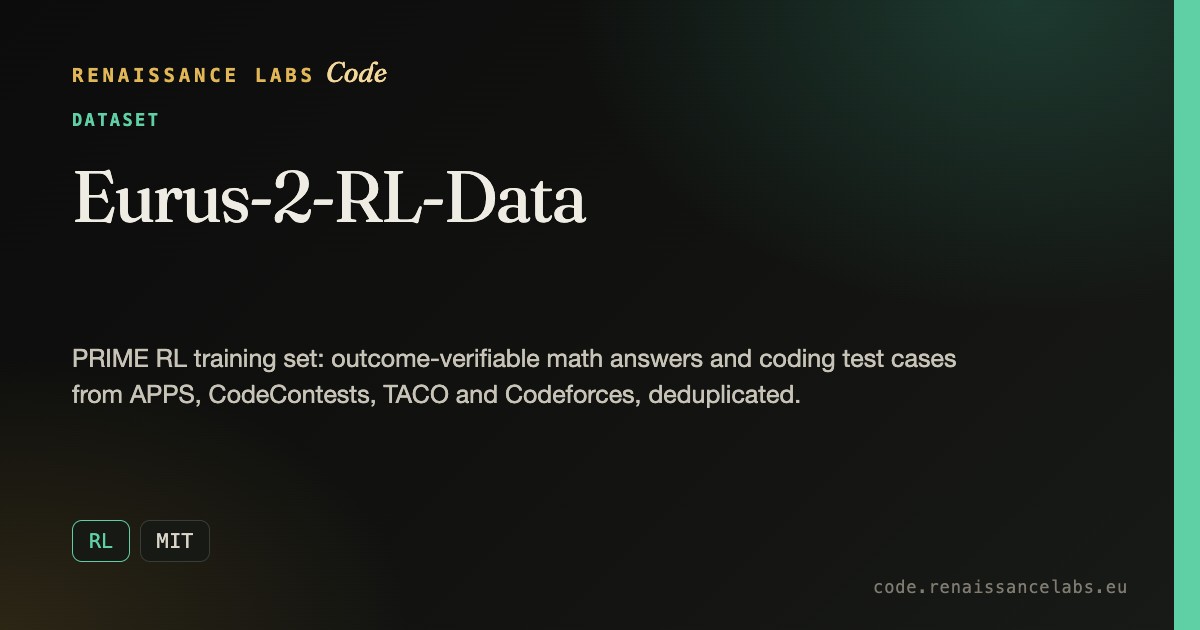 RENAISSANCE LABS Code
DATASET
Eurus-2-RL-Data
PRIME RL training set: outcome-verifiable math answers and coding test cases
from APPS, CodeContests, TACO and Codeforces, deduplicated.
RL MIT
code.renaissancelabs.eu